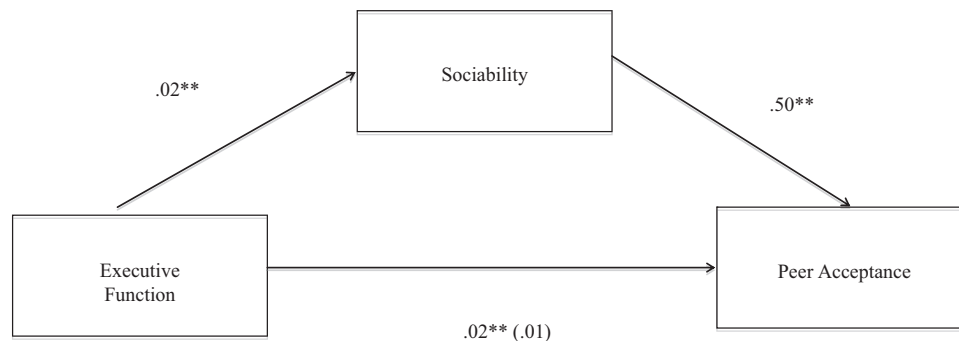 Sociability
.02**
.50**
Executive
Function
Peer Acceptance
.02** (.01)